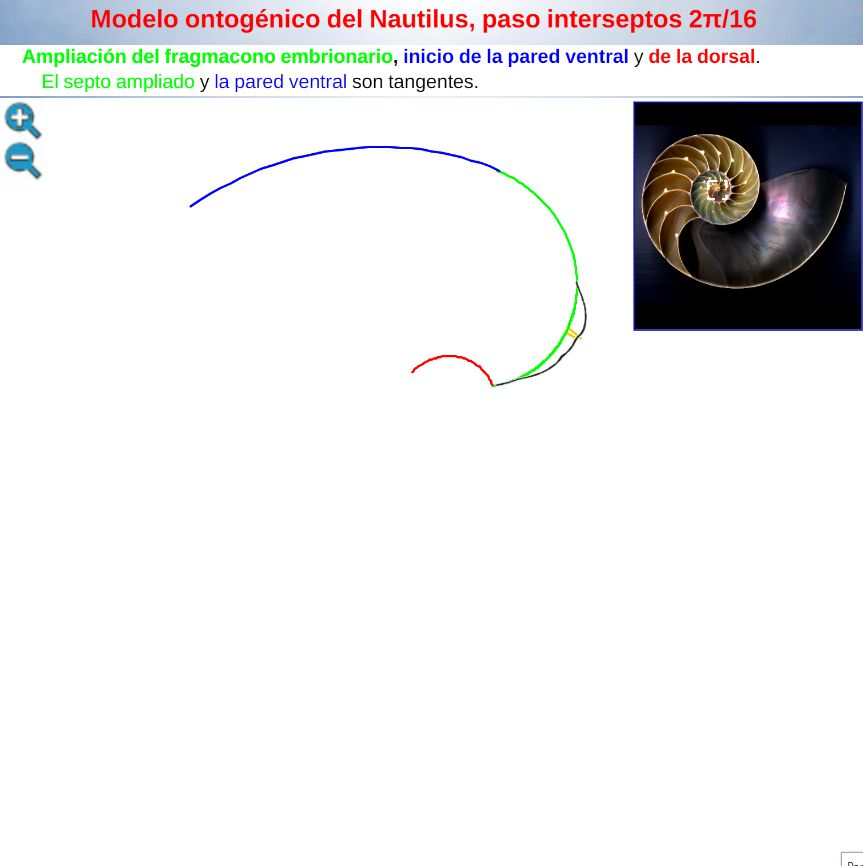 Modelo ontogénico del Nautilus, paso interseptos 2π/16
Ampliación del fragmacono embrionario, inicio de la pared ventral y de la dorsal.
El septo ampliado y la pared ventral son tangentes.